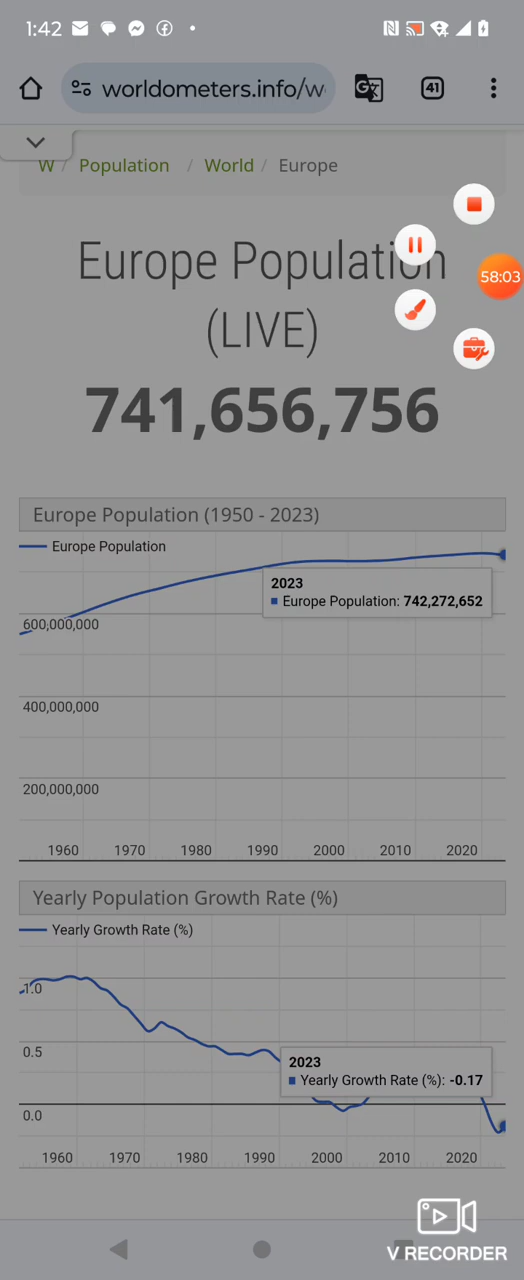 1:42
worldometers.info/w
41
W / Population / World / Europe
Europe Population
(LIVE)
58:03
741,656,756
Europe Population (1950 - 2023)
Europe Population
2023
Europe Population: 742,272,652
600,000,000
400,000,000
200,000,000
1960 1970 1980 1990 2000 2010 2020
Yearly Population Growth Rate (%)
Yearly Growth Rate (%)
1.0
0.5
2023
Yearly Growth Rate (%): -0.17
0.0
1960 1970 1980 1990 2000 2010 2020
V RECORDER